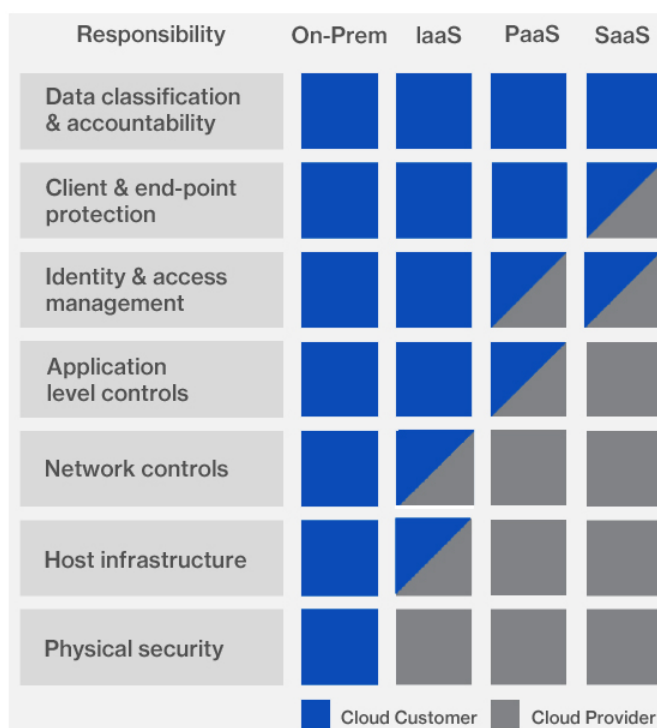 Responsibility On-Prem IaaS PaaS SaaS
Data classification
& accountability
Client & end-point
protection
Identity & access
management
Application
level controls
Network controls
Host infrastructure
Physical security
Cloud Customer Cloud Provider